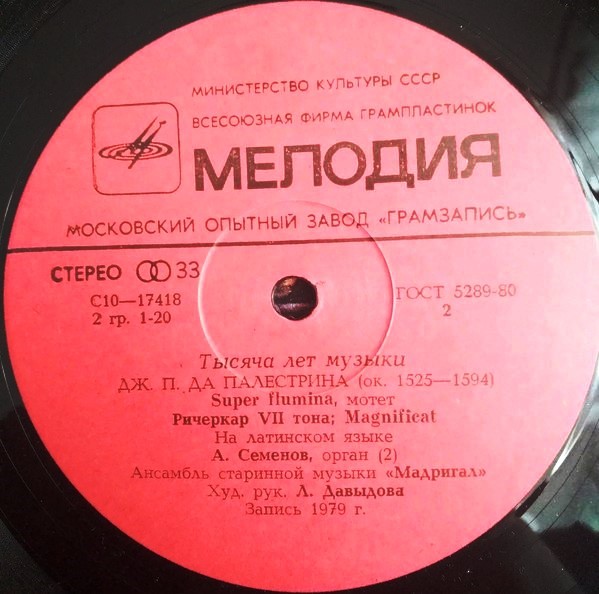 МИНИСТЕРСТВО КУЛЬТУРЫ СССР
ВСЕСОЮЗНАЯ ФИРМА ГРАМПЛАСТИНОК
МЕЛОДИЯ
МОСКОВСКИЙ ОПЫТНЫЙ ЗАВОД «ГРАМЗАПИСЬ»
СТЕРЕО 33
С10—17418
2 гр. 1-20
ГОСТ 5289-80
2
Тысяча лет музыки
ДЖ. П. ДА ПАЛЕСТРИНА (ок. 1525—1594)
Super flumina, мотет
Ричеркар VII тона; Magnificat
На латинском языке
А. Семенов, орган (2)
Ансамбль старинной музыки «Мадригал»
Худ. рук. Л. Давыдова
Запись 1979 г.